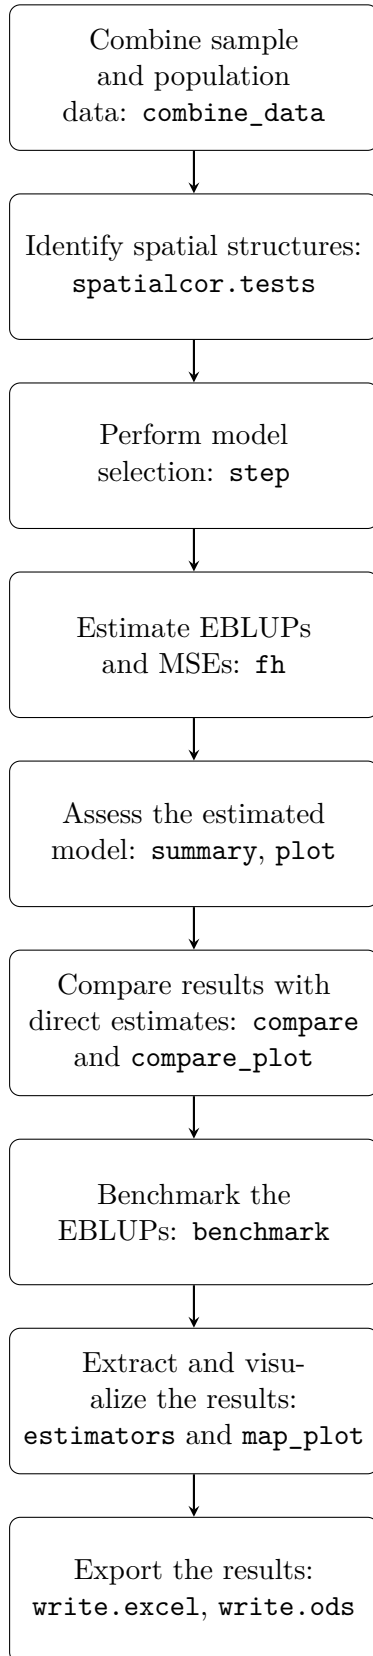 Combine sample
and population
data: combine_data
Identify spatial structures:
spatialcor.tests
Perform model
selection: step
Estimate EBLUPs
and MSEs: fh
Assess the estimated
model: summary, plot
Compare results with
direct estimates: compare
and compare_plot
Benchmark the
EBLUPs: benchmark
Extract and visu-
alize the results:
estimators and map_plot
Export the results:
write.excel, write.ods